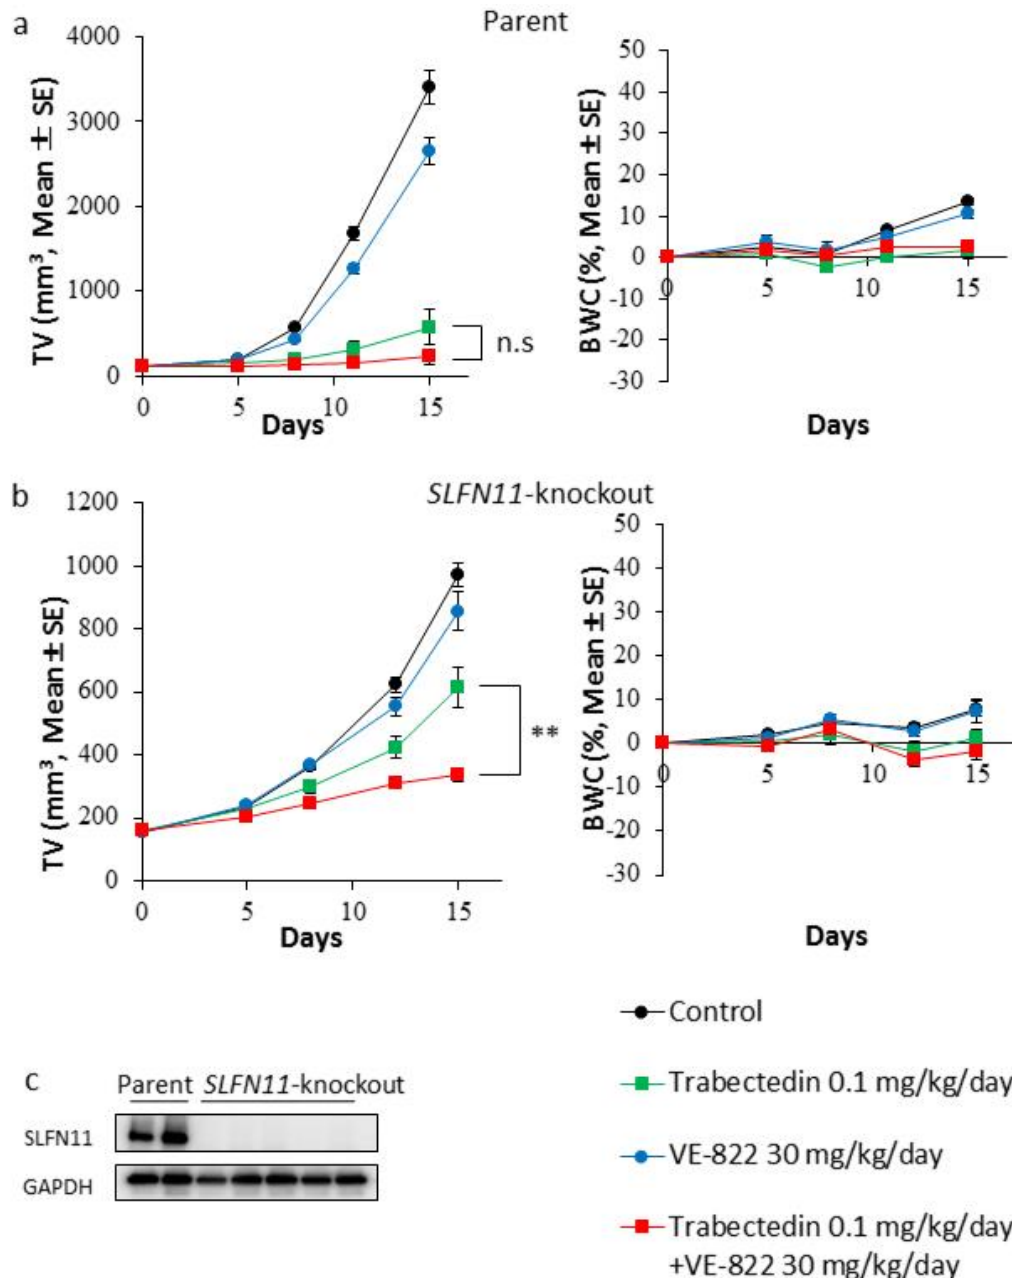 a
Parent
TV (mm³, Mean ± SE)
4000
3000
2000
1000
0
0 5 10 15
Days
n.s
BWC (%, Mean ± SE)
50
40
30
20
10
0
-10
-20
-30
0 5 10 15
Days
b
SLFN11-knockout
TV (mm³, Mean ± SE)
1200
1000
800
600
400
200
0
0 5 10 15
Days
**
BWC (%, Mean ± SE)
50
40
30
20
10
0
-10
-20
-30
0 5 10 15
Days
c
Parent SLFN11-knockout
SLFN11
GAPDH
Control
Trabectedin 0.1 mg/kg/day
VE-822 30 mg/kg/day
Trabectedin 0.1 mg/kg/day
+VE-822 30 mg/kg/day